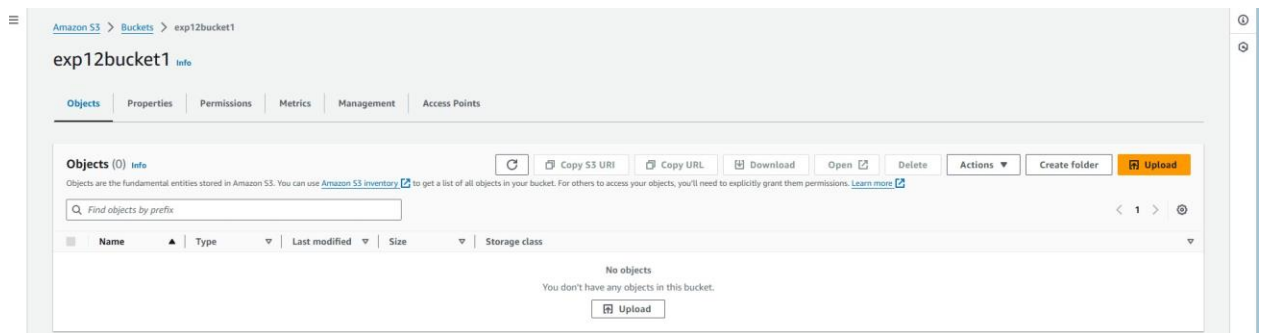 Amazon S3 > Buckets > exp12bucket1
exp12bucket1 Info
Objects Properties Permissions Metrics Management Access Points
Objects (0) Info Copy S3 URI Copy URL Download Open Delete Actions Create folder Upload
Objects are the fundamental entities stored in Amazon S3. You can use Amazon S3 inventory to get a list of all objects in your bucket. For others to access your objects, you'll need to explicitly grant them permissions. Learn more
Find objects by prefix < 1 >
Name Type Last modified Size Storage class
No objects
You don't have any objects in this bucket.
Upload